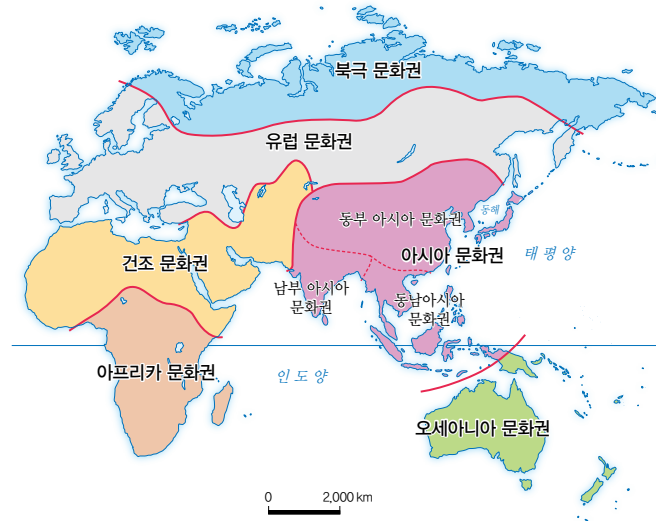 북극 문화권
유럽 문화권
동부 아시아 문화권
동해
아시아 문화권
태평양
건조 문화권
남부 아시아
문화권
동남아시아
문화권
아프리카 문화권
인도양
오세아니아 문화권
0 2,000 km